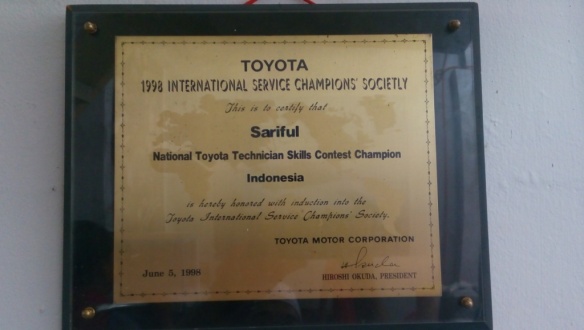 TOYOTA
1998 INTERNATIONAL SERVICE CHAMPIONS' SOCIETLY
This is to certify that
Sariful
National Toyota Technician Skills Contest Champion
Indonesia
is hereby honored with induction into the
Toyota International Service Champions' Society.
TOYOTA MOTOR CORPORATION
June 5, 1998
HIROSHI OKUDA, PRESIDENT